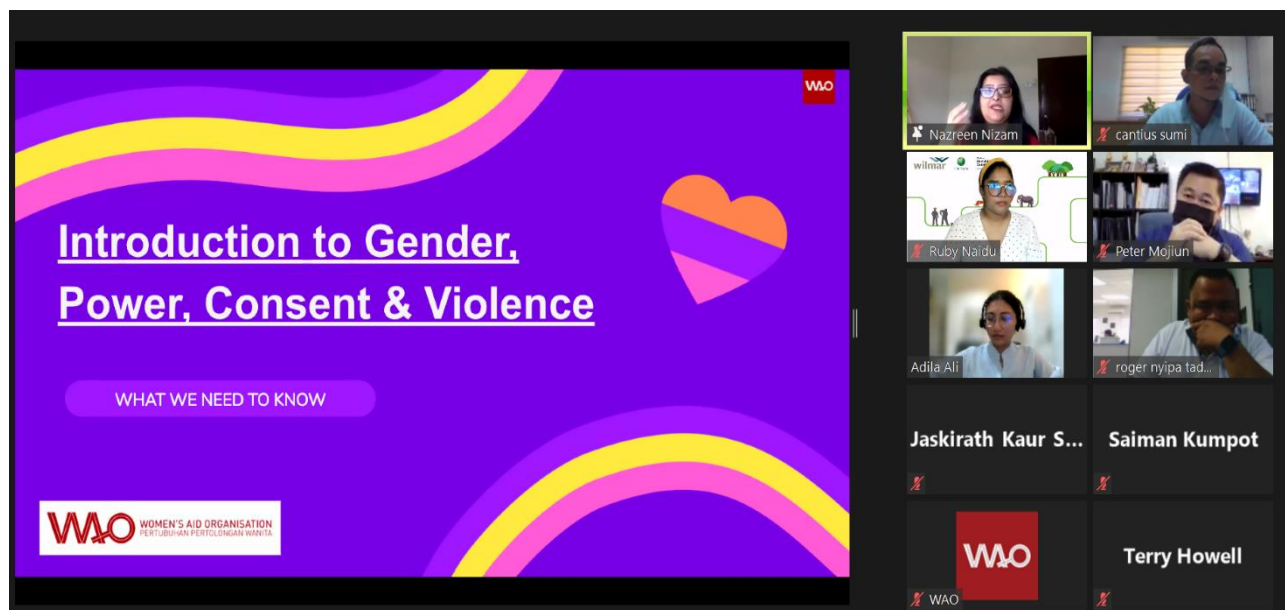 WAO
Introduction to Gender,
Power, Consent & Violence
WHAT WE NEED TO KNOW
WAO WOMEN'S AID ORGANISATION
PERTUBUHAN PERTOLONGAN WANITA
Nazreen Nizam
cantius sumi
wilmar
Ruby Naidu
Peter Mojiun
Adila Ali
roger nyipa tad...
Jaskirath Kaur S...
Saiman Kumpot
WAO
WAO
Terry Howell